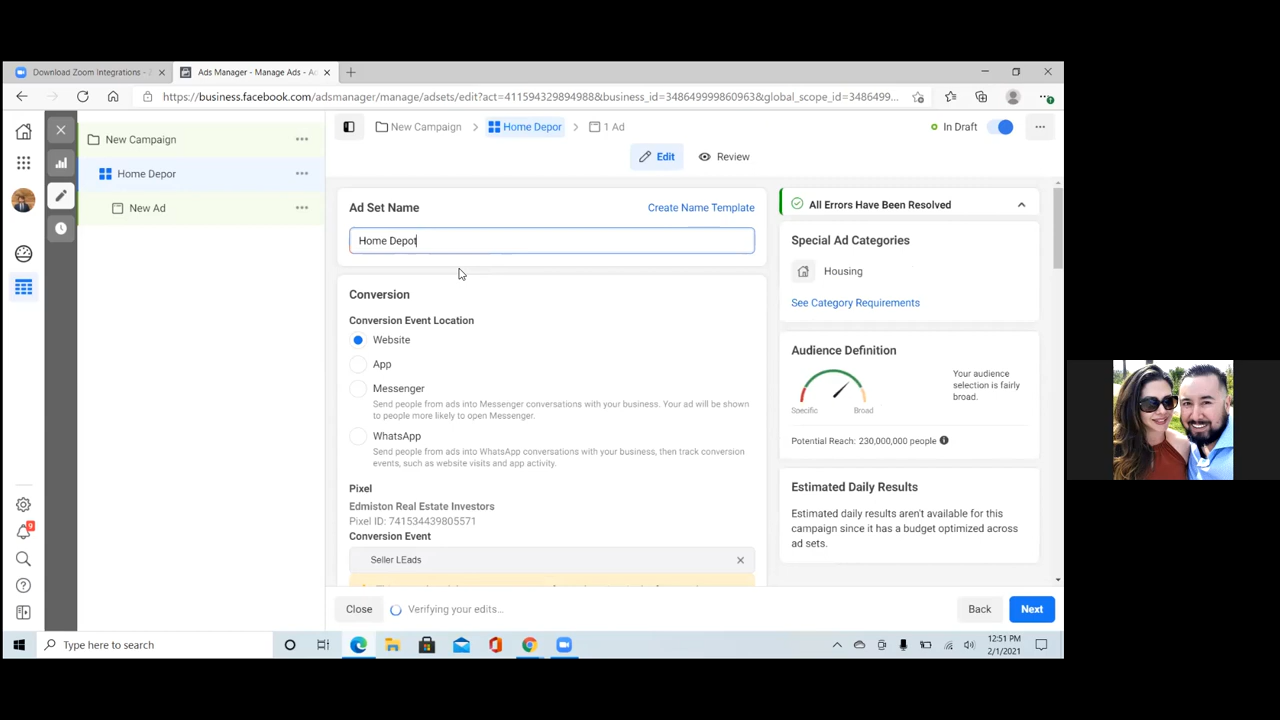 Download Zoom Integrations -
Ads Manager - Manage Ads - Ad
https://business.facebook.com/adsmanager/manage/adsets/edit?act=411594329894988&business_id=348649999860963&global_scope_id=3486499...
New Campaign
Home Depor
New Ad
New Campaign
Home Depor
1 Ad
In Draft
Edit
Review
Ad Set Name
Create Name Template
Home Depot
Conversion
Conversion Event Location
Website
App
Messenger
Send people from ads into Messenger conversations with your business. Your ad will be shown
to people more likely to open Messenger.
WhatsApp
Send people from ads into WhatsApp conversations with your business, then track conversion
events, such as website visits and app activity.
Pixel
Edmiston Real Estate Investors
Pixel ID: 741534439805571
Conversion Event
Seller LEads
All Errors Have Been Resolved
Special Ad Categories
Housing
See Category Requirements
Audience Definition
Your audience
selection is fairly
broad.
Specific
Broad
Potential Reach: 230,000,000 people
Estimated Daily Results
Estimated daily results aren't available for this
campaign since it has a budget optimized across
ad sets.
9
Close
Verifying your edits...
Back
Next
Type here to search
12:51 PM
2/1/2021